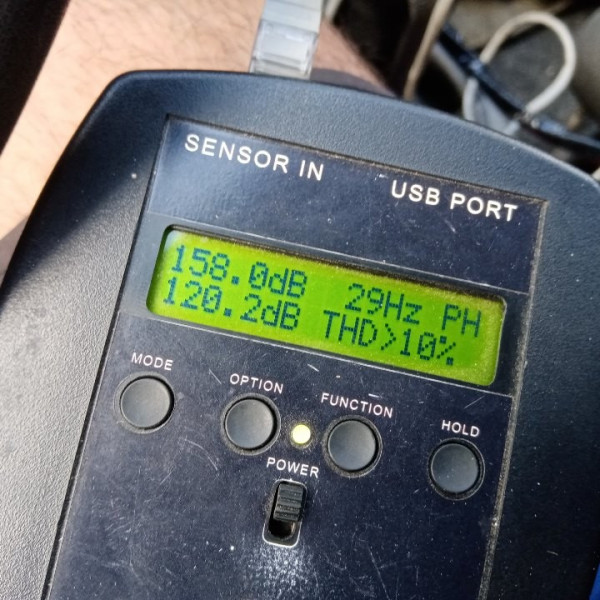 SENSOR IN
USB PORT
158.0dB 29Hz PH
120.2dB THD>10%
MODE
OPTION
FUNCTION
HOLD
POWER